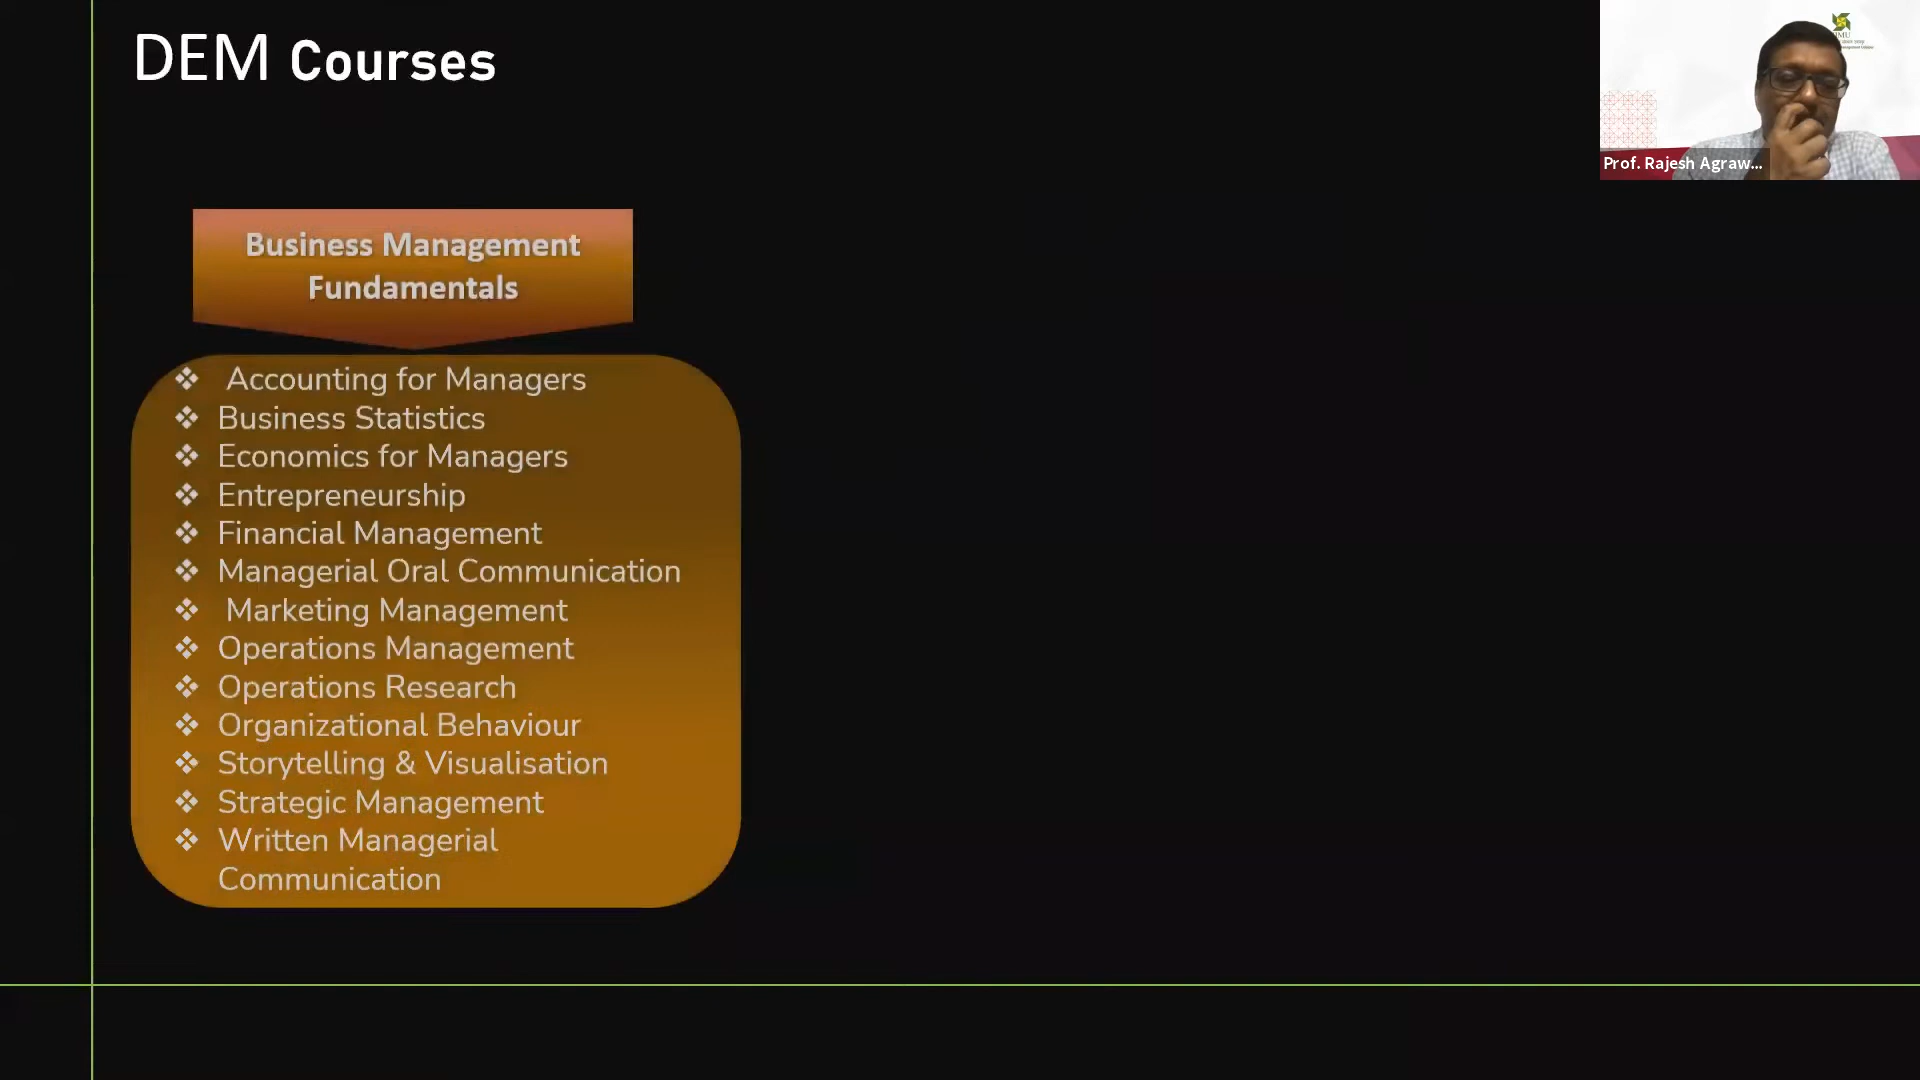 DEM Courses
IIMU
Prof. Rajesh Agraw...
Business Management
Fundamentals
❖ Accounting for Managers
❖ Business Statistics
❖ Economics for Managers
❖ Entrepreneurship
❖ Financial Management
❖ Managerial Oral Communication
❖ Marketing Management
❖ Operations Management
❖ Operations Research
❖ Organizational Behaviour
❖ Storytelling & Visualisation
❖ Strategic Management
❖ Written Managerial
Communication